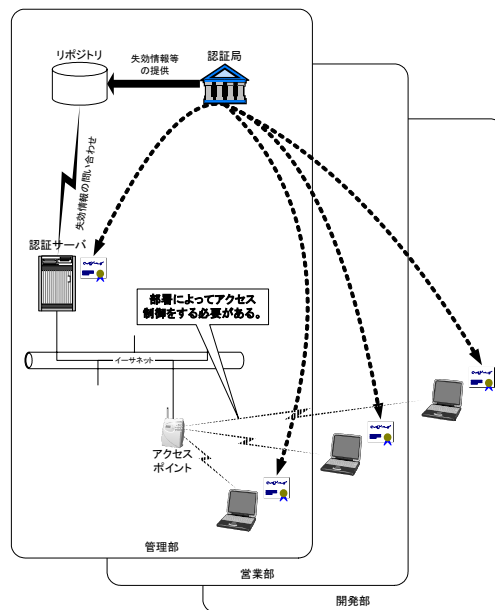 リポジトリ
失効情報等
の提供
認証局
失効情報の問い合わせ
認証サーバ
部署によってアクセス
制御をする必要がある。
イーサネット
アクセス
ポイント
管理部
営業部
開発部